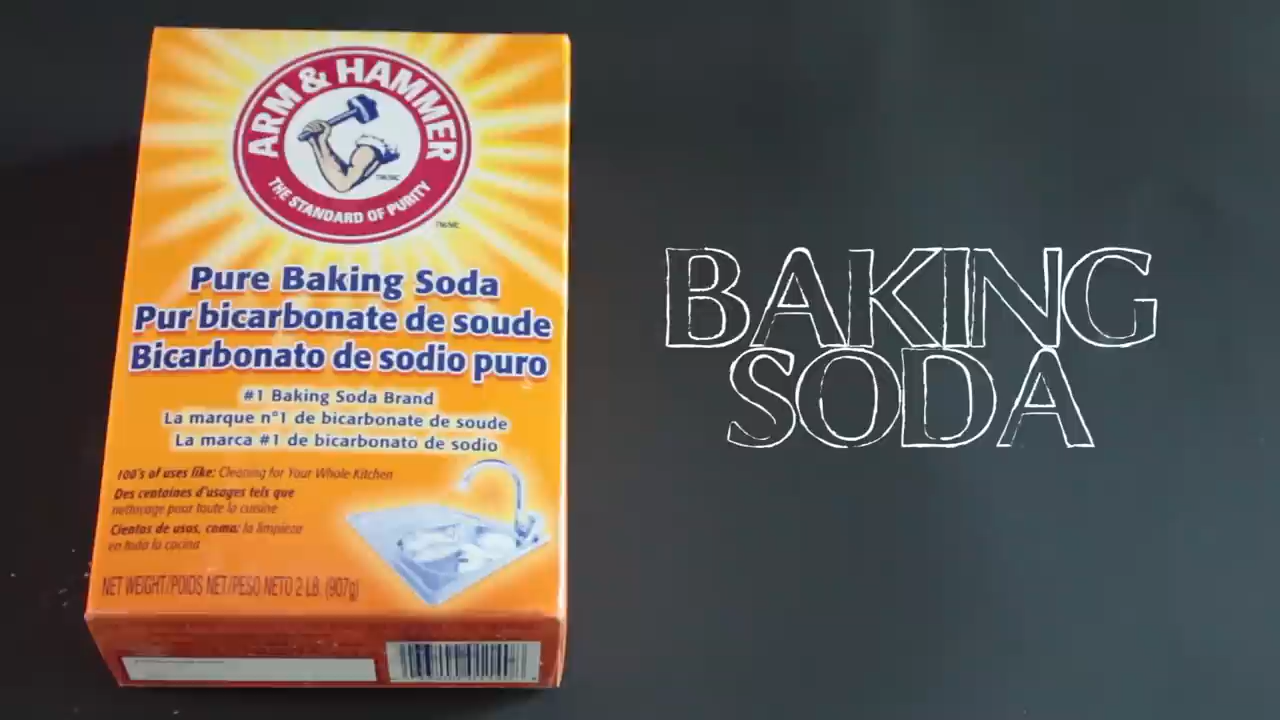 ARM & HAMMER
THE STANDARD OF PURITY
Pure Baking Soda
Pur bicarbonate de soude
Bicarbonato de sodio puro
#1 Baking Soda Brand
La marque n°1 de bicarbonate de soude
La marca #1 de bicarbonato de sodio
100's of uses like: Cleaning for Your Whole Kitchen
Des centaines d'usages tels que
nettoyage pour toute la cuisine
Cientos de usos, como: la limpieza
en toda la cocina
NET WEIGHT/POIDS NET/PESO NETO 2 LB. (907g)
BAKING
SODA